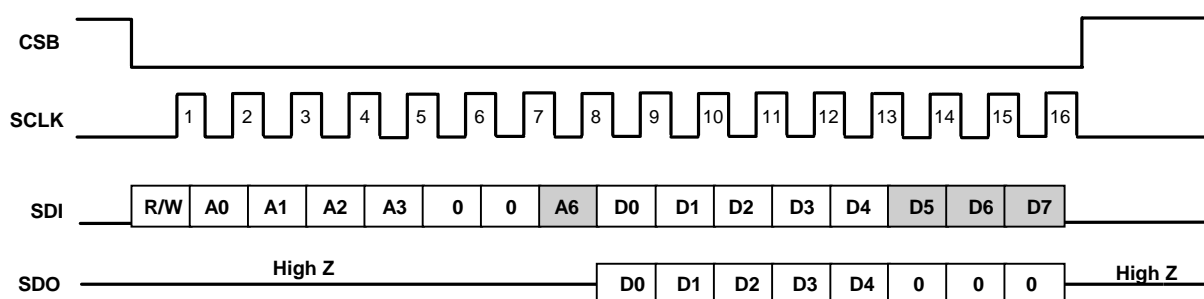 CSB
SCLK 1 2 3 4 5 6 7 8 9 10 11 12 13 14 15 16
SDI R/W A0 A1 A2 A3 0 0 A6 D0 D1 D2 D3 D4 D5 D6 D7
SDO High Z D0 D1 D2 D3 D4 0 0 0 High Z